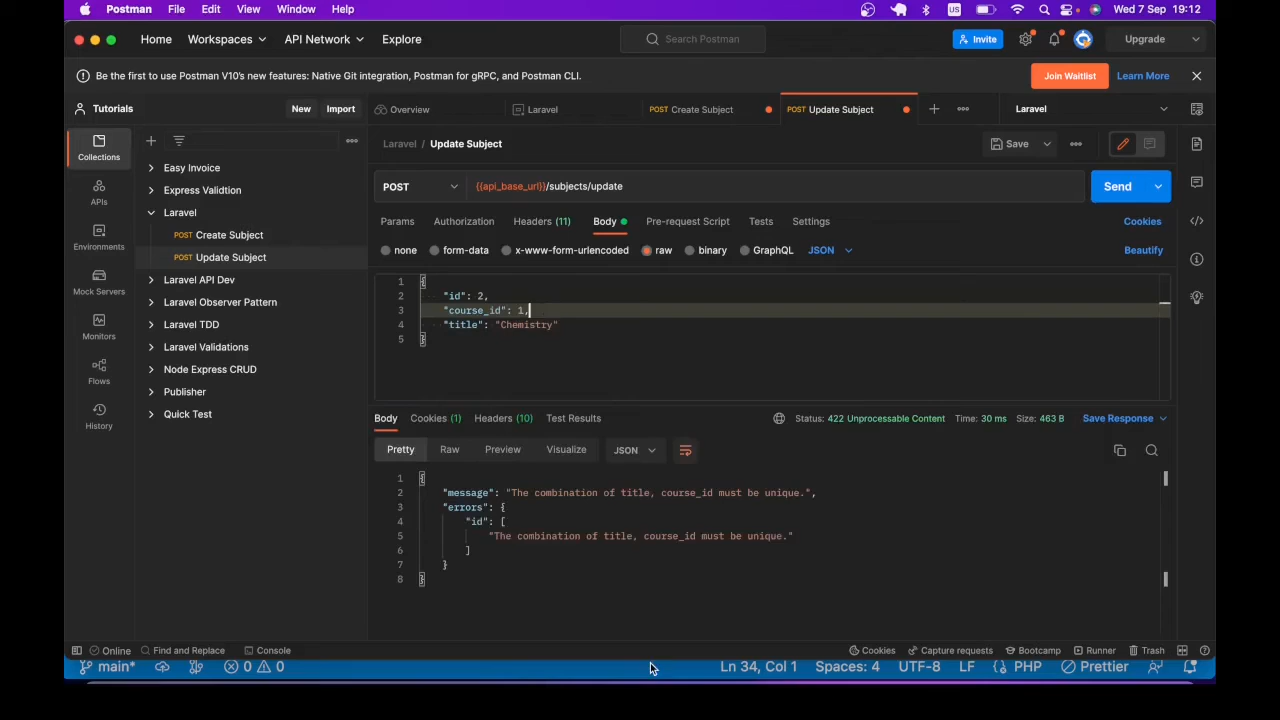 Postman File Edit View Window Help US Wed 7 Sep 19:12
Home Workspaces API Network Explore Search Postman Invite Upgrade
Be the first to use Postman V10's new features: Native Git integration, Postman for gRPC, and Postman CLI. Join Waitlist Learn More
Tutorials New Import Overview Laravel POST Create Subject POST Update Subject Laravel
Collections
APIs
Environments
Mock Servers
Monitors
Flows
History
Easy Invoice
Express Validtion
Laravel
POST Create Subject
POST Update Subject
Laravel API Dev
Laravel Observer Pattern
Laravel TDD
Laravel Validations
Node Express CRUD
Publisher
Quick Test
Laravel / Update Subject Save
POST {{api_base_url}}/subjects/update Send
Params Authorization Headers (11) Body Pre-request Script Tests Settings Cookies
none form-data x-www-form-urlencoded raw binary GraphQL JSON Beautify
1 {
2 "id": 2,
3 "course_id": 1,
4 "title": "Chemistry"
5 }
Body Cookies (1) Headers (10) Test Results Status: 422 Unprocessable Content Time: 30 ms Size: 463 B Save Response
Pretty Raw Preview Visualize JSON
1 {
2 "message": "The combination of title, course_id must be unique.",
3 "errors": {
4 "id": [
5 "The combination of title, course_id must be unique."
6 ]
7 }
8 }
Online Find and Replace Console Cookies Capture requests Bootcamp Runner Trash
main* 0 0 Ln 34, Col 1 Spaces: 4 UTF-8 LF PHP Prettier